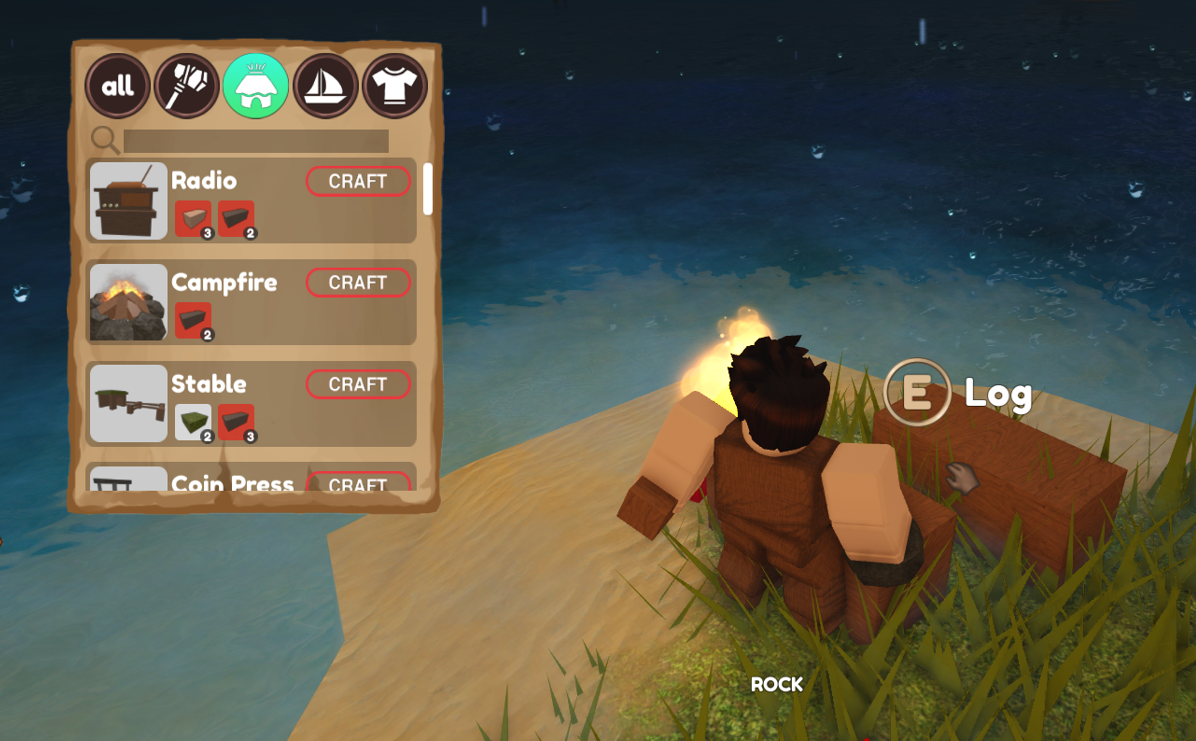 all
Radio
CRAFT
3
2
Campfire
CRAFT
2
Stable
CRAFT
2
3
Coin Press
CRAFT
E
Log
ROCK